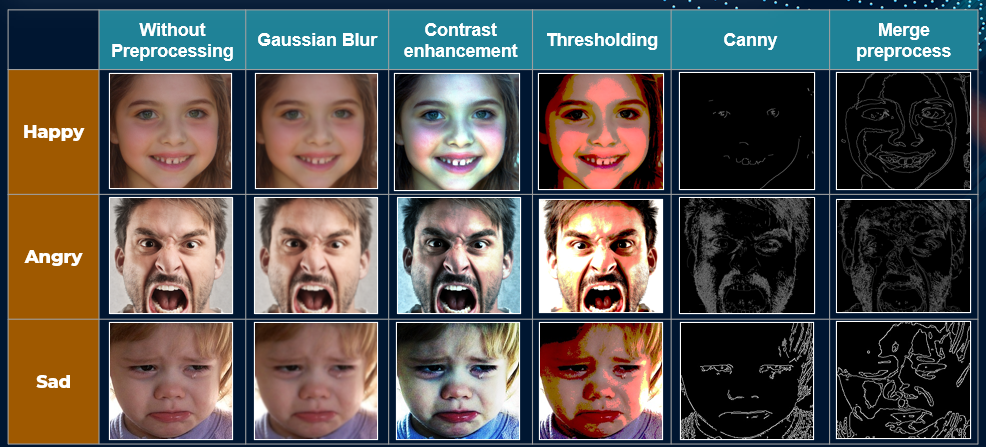 Without
Preprocessing
Gaussian Blur
Contrast
enhancement
Thresholding
Canny
Merge
preprocess
Happy
Angry
Sad